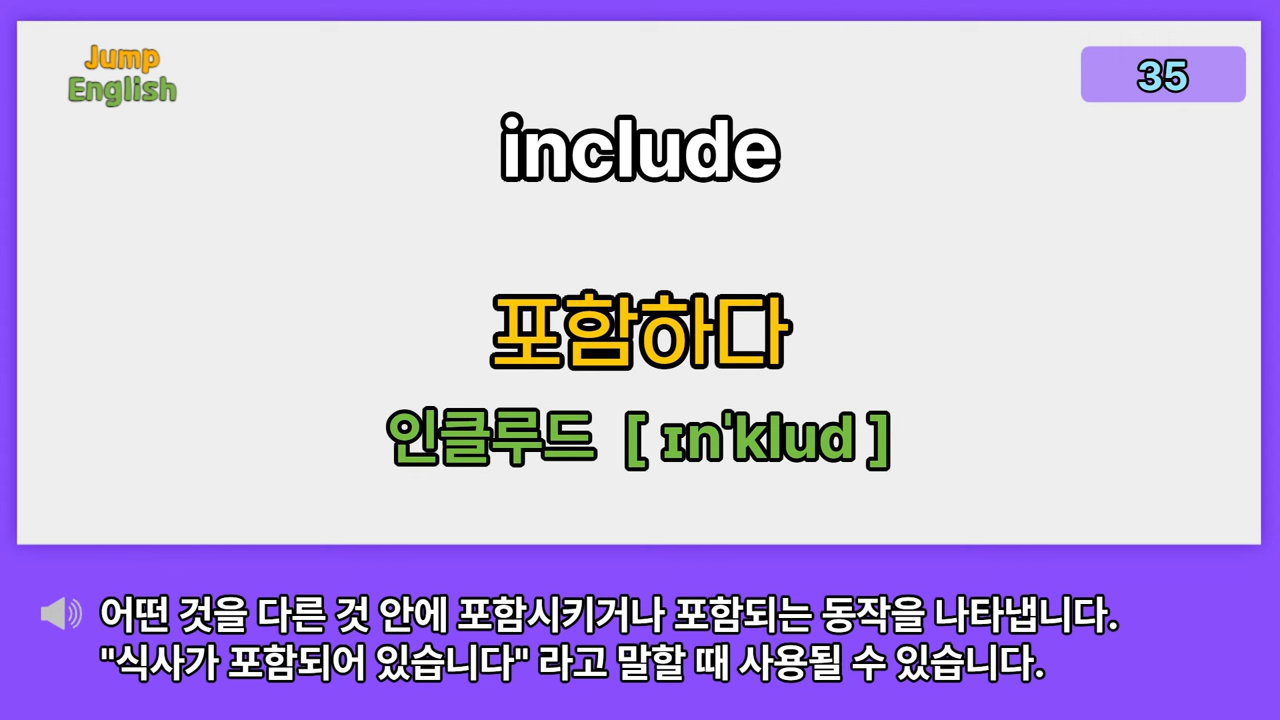 Jump
English
35
include
포함하다
인클루드 [ ɪnˈklud ]
어떤 것을 다른 것 안에 포함시키거나 포함되는 동작을 나타냅니다.
"식사가 포함되어 있습니다" 라고 말할 때 사용될 수 있습니다.